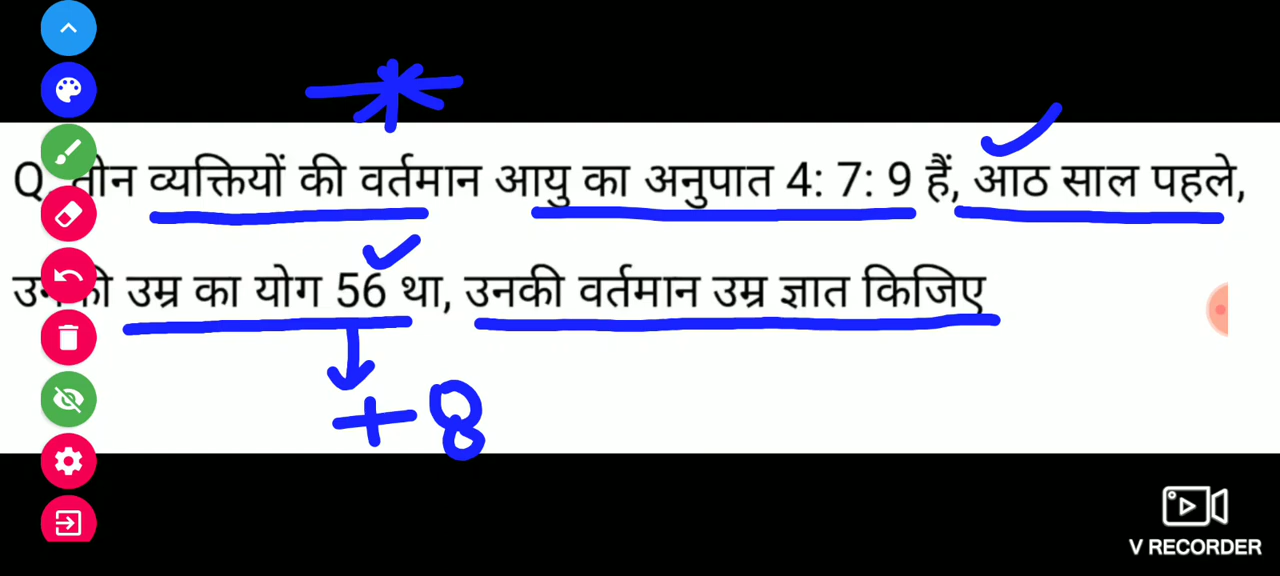 Q तीन व्यक्तियों की वर्तमान आयु का अनुपात 4: 7: 9 हैं, आठ साल पहले,
उनकी उम्र का योग 56 था, उनकी वर्तमान उम्र ज्ञात किजिए
+8
V RECORDER